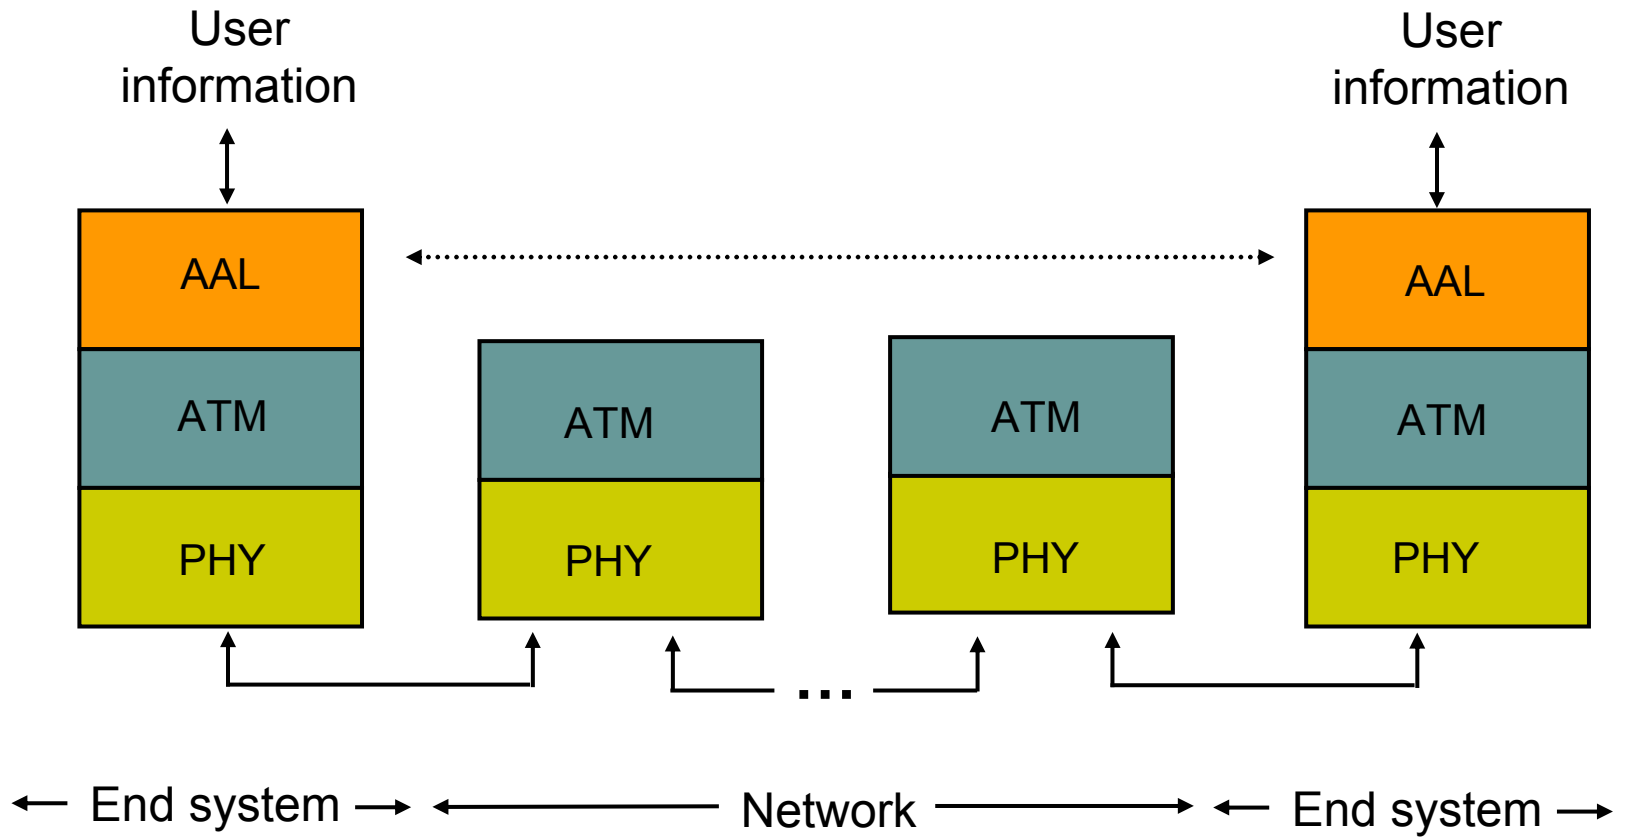 User
information
User
information
AAL
AAL
ATM
ATM
ATM
ATM
PHY
PHY
PHY
PHY
...
End system
Network
End system